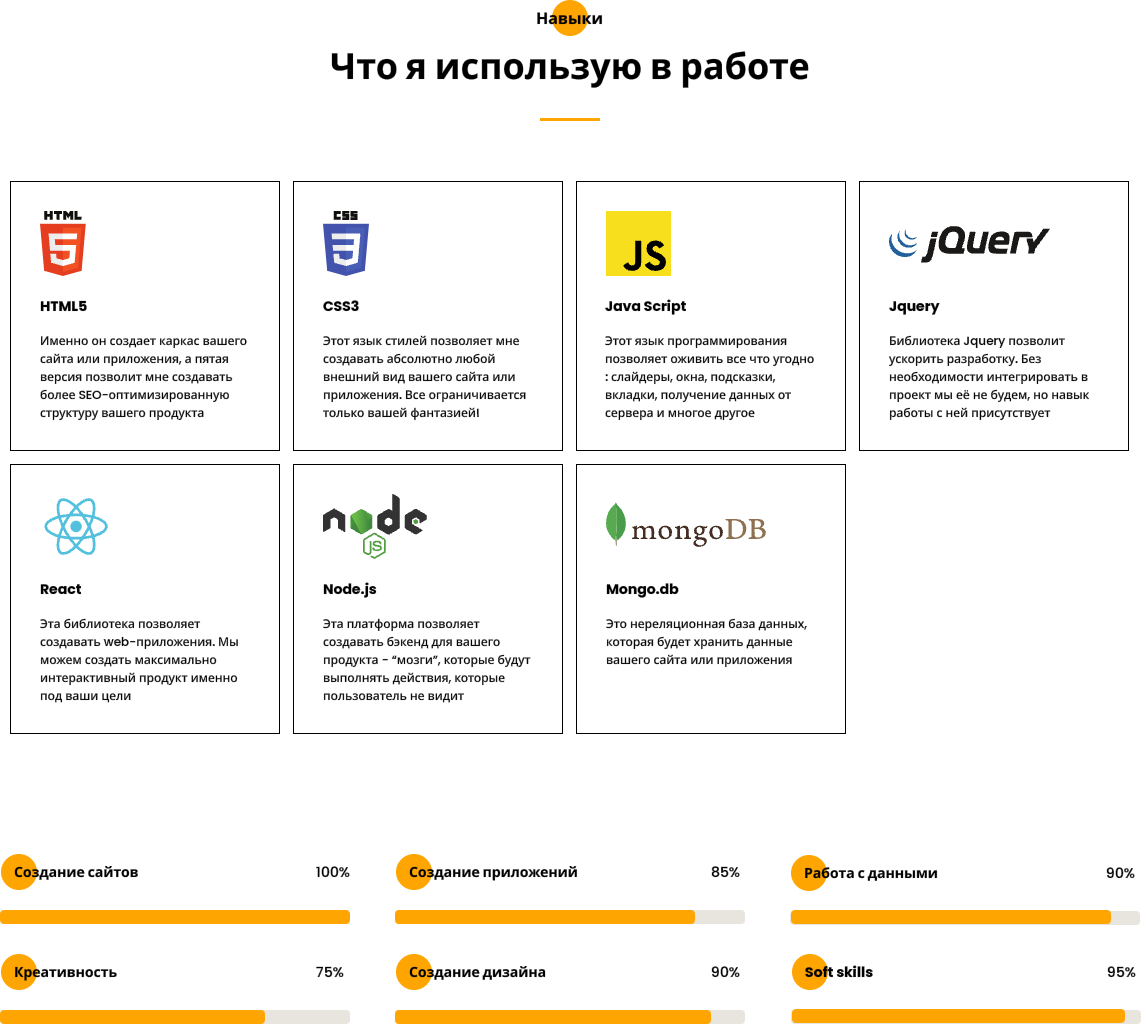 Навыки
Что я использую в работе
HTML
5
HTML5
Именно он создает каркас вашего
сайта или приложения, а пятая
версия позволит мне создавать
более SEO-оптимизированную
структуру вашего продукта
CSS
3
CSS3
Этот язык стилей позволяет мне
создавать абсолютно любой
внешний вид вашего сайта или
приложения. Все ограничивается
только вашей фантазией!
JS
Java Script
Этот язык программирования
позволяет оживить все что угодно
: слайдеры, окна, подсказки,
вкладки, получение данных от
сервера и многое другое
jQuery
Jquery
Библиотека Jquery позволит
ускорить разработку. Без
необходимости интегрировать в
проект мы её не будем, но навык
работы с ней присутствует
React
Эта библиотека позволяет
создавать web-приложения. Мы
можем создать максимально
интерактивный продукт именно
под ваши цели
node
JS
Node.js
Эта платформа позволяет
создавать бэкенд для вашего
продукта - “мозги”, которые будут
выполнять действия, которые
пользователь не видит
mongoDB
Mongo.db
Это нереляционная база данных,
которая будет хранить данные
вашего сайта или приложения
Создание сайтов 100%
Создание приложений 85%
Работа с данными 90%
Креативность 75%
Создание дизайна 90%
Soft skills 95%